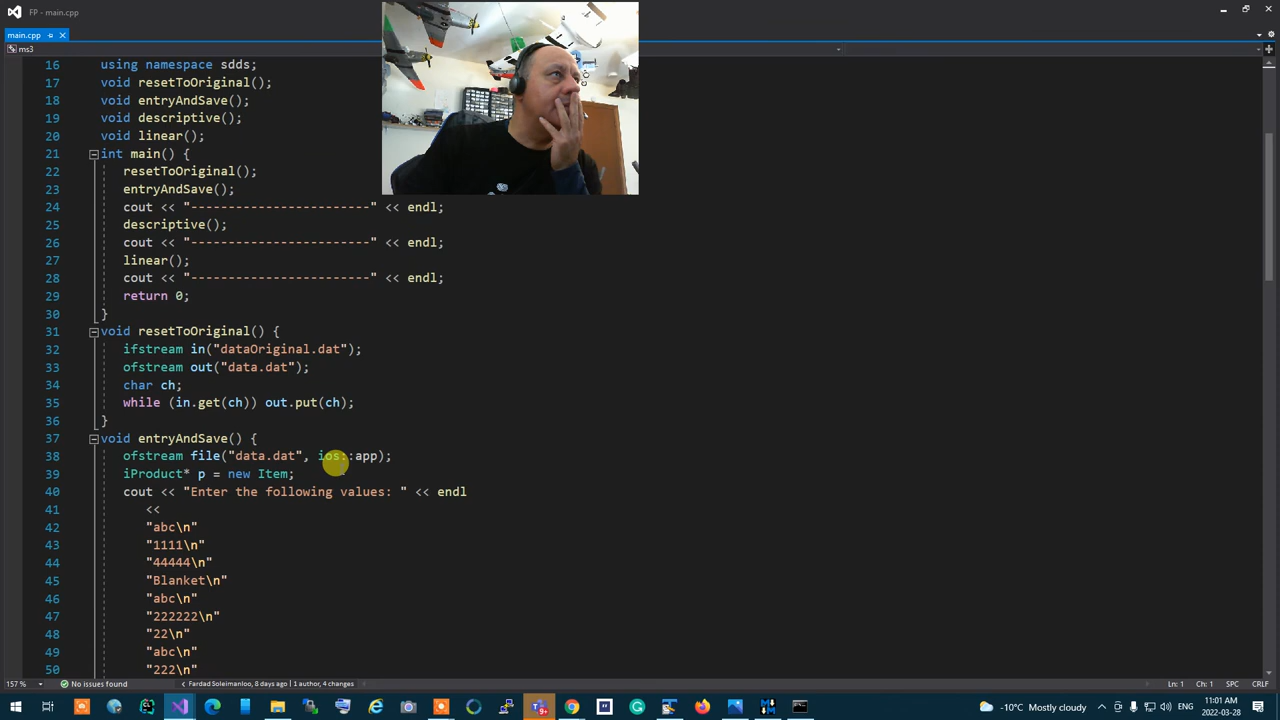 FP - main.cpp
main.cpp
ms3
16 using namespace sdds;
17 void resetToOriginal();
18 void entryAndSave();
19 void descriptive();
20 void linear();
21 int main() {
22 resetToOriginal();
23 entryAndSave();
24 cout << "------------------------" << endl;
25 descriptive();
26 cout << "------------------------" << endl;
27 linear();
28 cout << "------------------------" << endl;
29 return 0;
30 }
31 void resetToOriginal() {
32 ifstream in("dataOriginal.dat");
33 ofstream out("data.dat");
34 char ch;
35 while (in.get(ch)) out.put(ch);
36 }
37 void entryAndSave() {
38 ofstream file("data.dat", ios::app);
39 iProduct* p = new Item;
40 cout << "Enter the following values: " << endl
41 <<
42 "abc\n"
43 "1111\n"
44 "44444\n"
45 "Blanket\n"
46 "abc\n"
47 "222222\n"
48 "22\n"
49 "abc\n"
50 "222\n"
157 % No issues found Fardad Soleimanloo, 8 days ago | 1 author, 4 changes Ln: 1 Ch: 1 SPC CRLF
9+ -10°C Mostly cloudy ENG 11:01 AM
2022-03-28